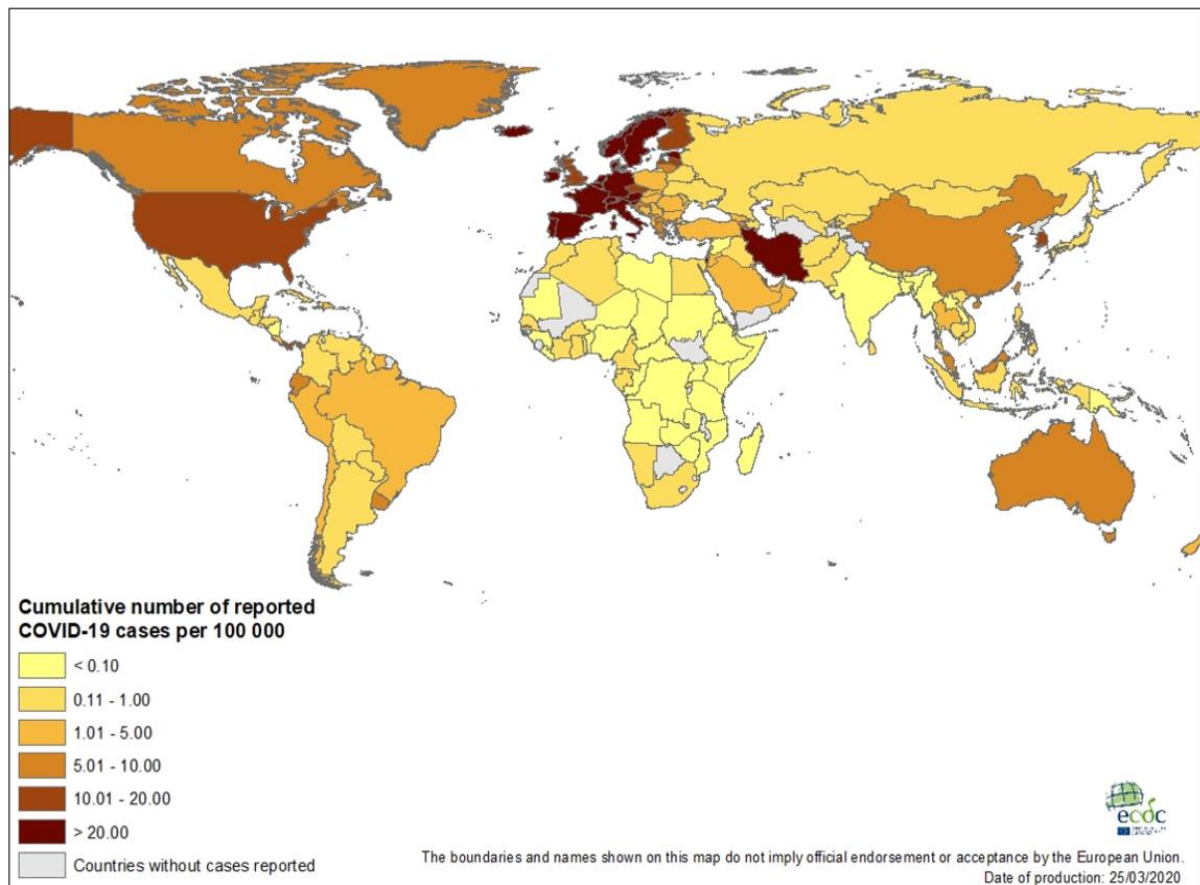 Cumulative number of reported
COVID-19 cases per 100 000
< 0.10
0.11 - 1.00
1.01 - 5.00
5.01 - 10.00
10.01 - 20.00
> 20.00
Countries without cases reported
ecdc
The boundaries and names shown on this map do not imply official endorsement or acceptance by the European Union.
Date of production: 25/03/2020